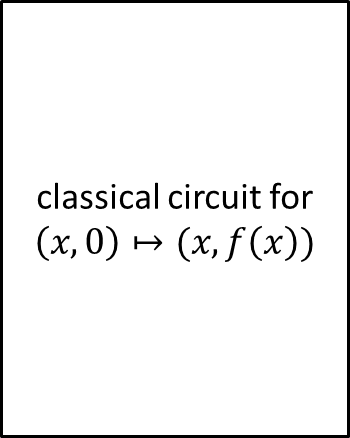 classical circuit for
(𝑥, 0) ↦ (𝑥, 𝑓(𝑥))